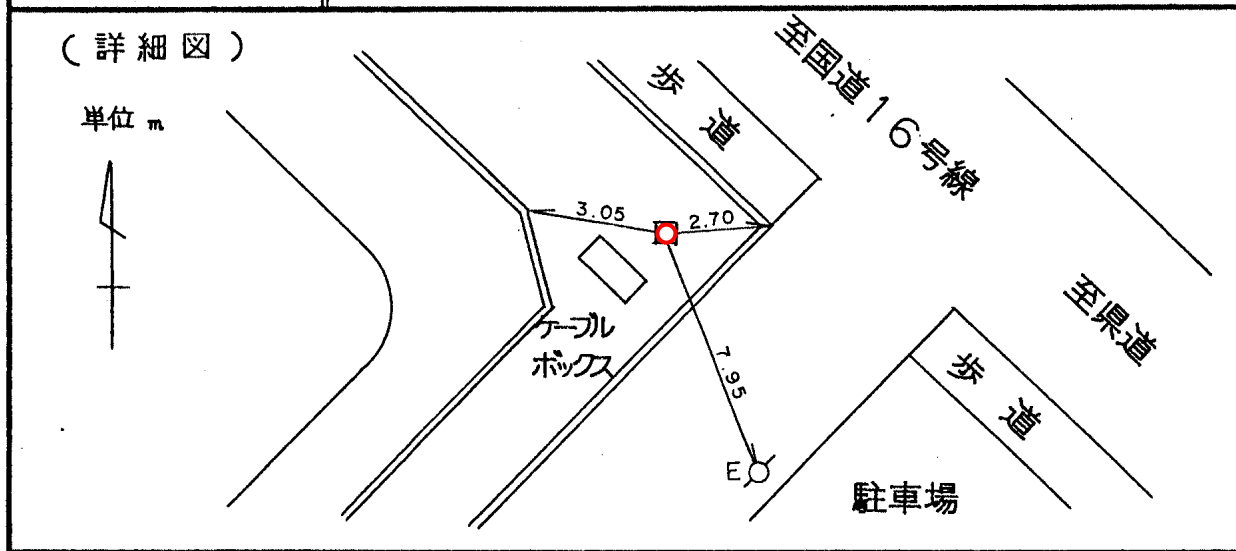 (詳細図)
単位 m
歩道
至国道16号線
3.05
2.70
ケーブル
ボックス
7.95
至県道
歩道
E
駐車場